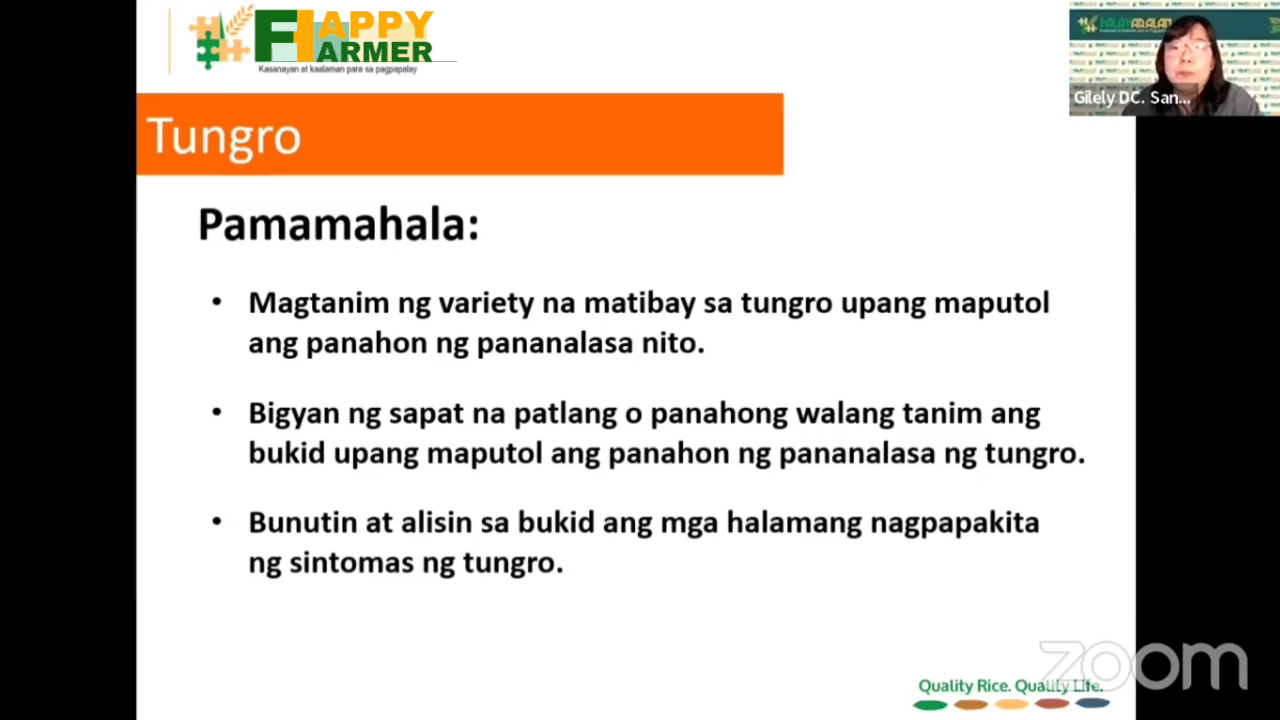 HAPPY
FARMER
Kasanayan at kaalaman para sa pagpapalay
PALAYARALAN
Gilely DC. San...
Tungro
Pamamahala:
• Magtanim ng variety na matibay sa tungro upang maputol
ang panahon ng pananalasa nito.
• Bigyan ng sapat na patlang o panahong walang tanim ang
bukid upang maputol ang panahon ng pananalasa ng tungro.
• Bunutin at alisin sa bukid ang mga halamang nagpapakita
ng sintomas ng tungro.
zoom
Quality Rice. Quality Life.